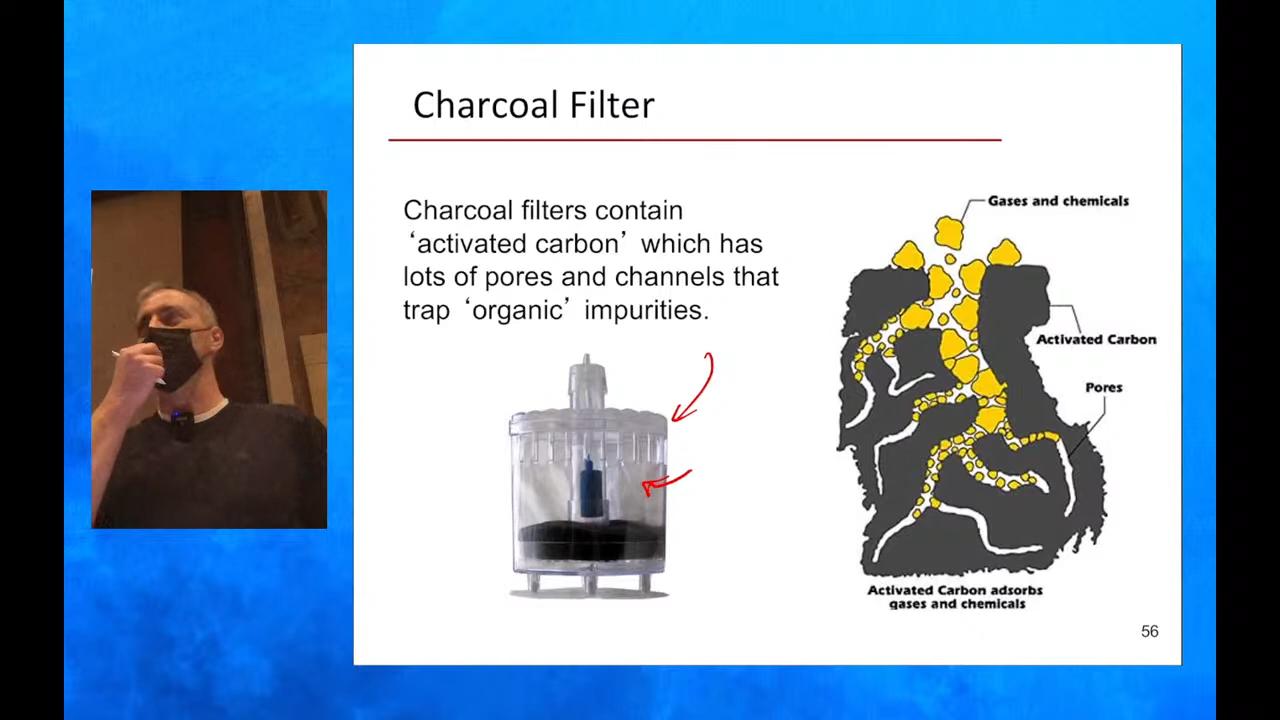 Charcoal Filter
Charcoal filters contain
‘activated carbon’ which has
lots of pores and channels that
trap ‘organic’ impurities.
Gases and chemicals
Activated Carbon
Pores
Activated Carbon adsorbs
gases and chemicals
56